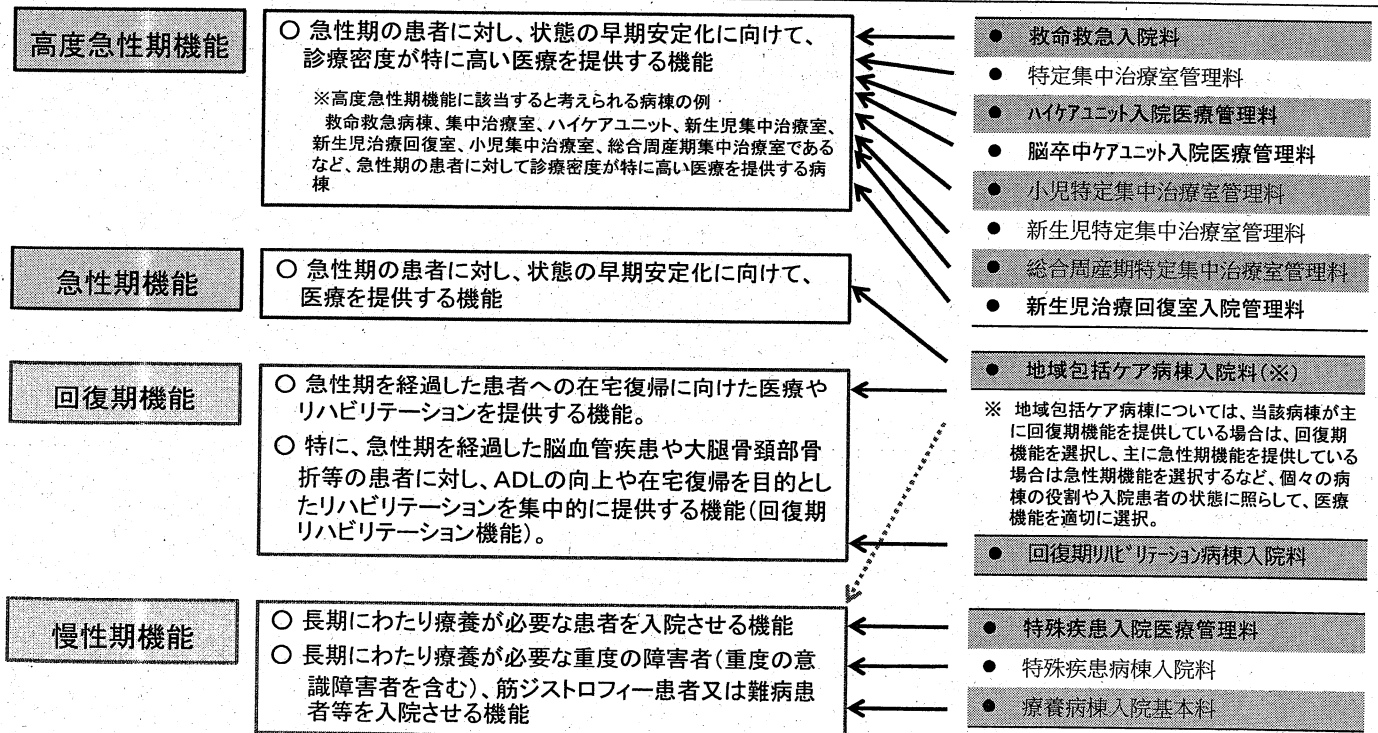 高度急性期機能
○ 急性期の患者に対し、状態の早期安定化に向けて、
診療密度が特に高い医療を提供する機能
※高度急性期機能に該当すると考えられる病棟の例
救命救急病棟、集中治療室、ハイケアユニット、新生児集中治療室、
新生児治療回復室、小児集中治療室、総合周産期集中治療室である
など、急性期の患者に対して診療密度が特に高い医療を提供する病
棟
● 救命救急入院料
● 特定集中治療室管理料
● ハイケアユニット入院医療管理料
● 脳卒中ケアユニット入院医療管理料
● 小児特定集中治療室管理料
● 新生児特定集中治療室管理料
● 総合周産期特定集中治療室管理料
● 新生児治療回復室入院管理料
急性期機能
○ 急性期の患者に対し、状態の早期安定化に向けて、
医療を提供する機能
回復期機能
○ 急性期を経過した患者への在宅復帰に向けた医療や
リハビリテーションを提供する機能。
○ 特に、急性期を経過した脳血管疾患や大腿骨頸部骨
折等の患者に対し、ADLの向上や在宅復帰を目的とし
たリハビリテーションを集中的に提供する機能(回復期
リハビリテーション機能)。
● 地域包括ケア病棟入院料(※)
※ 地域包括ケア病棟については、当該病棟が主
に回復期機能を提供している場合は、回復期
機能を選択し、主に急性期機能を提供している
場合は急性期機能を選択するなど、個々の病
棟の役割や入院患者の状態に照らして、医療
機能を適切に選択。
● 回復期ﾘﾊﾋﾞﾘﾃｰｼｮﾝ病棟入院料
慢性期機能
○ 長期にわたり療養が必要な患者を入院させる機能
○ 長期にわたり療養が必要な重度の障害者(重度の意
識障害者を含む)、筋ジストロフィー患者又は難病患
者等を入院させる機能
● 特殊疾患入院医療管理料
● 特殊疾患病棟入院料
● 療養病棟入院基本料